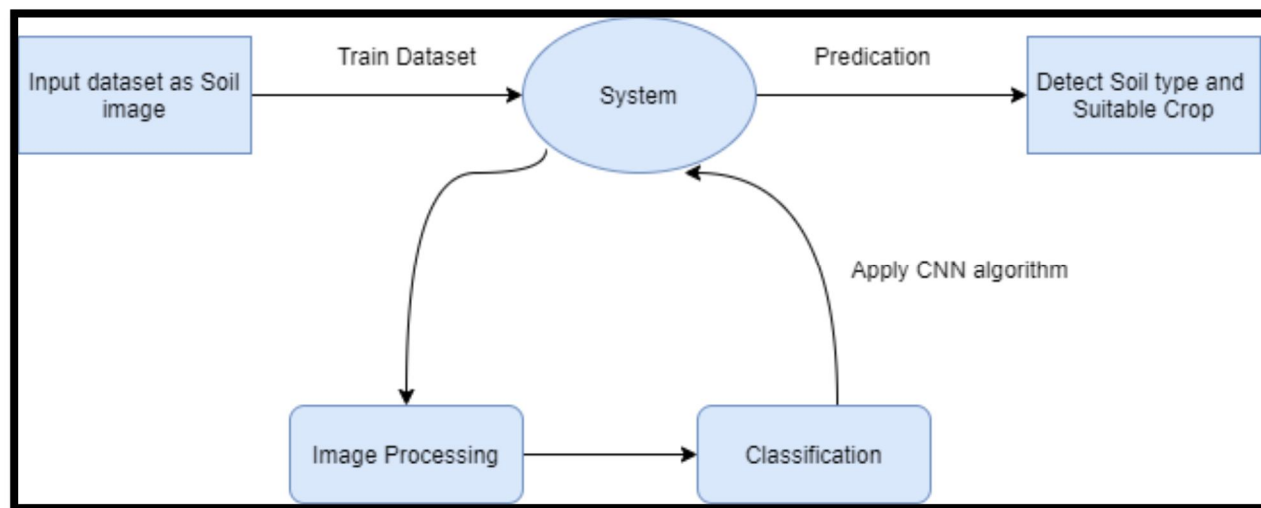 Train Dataset
Predication
Input dataset as Soil
image
System
Detect Soil type and
Suitable Crop
Apply CNN algorithm
Image Processing
Classification